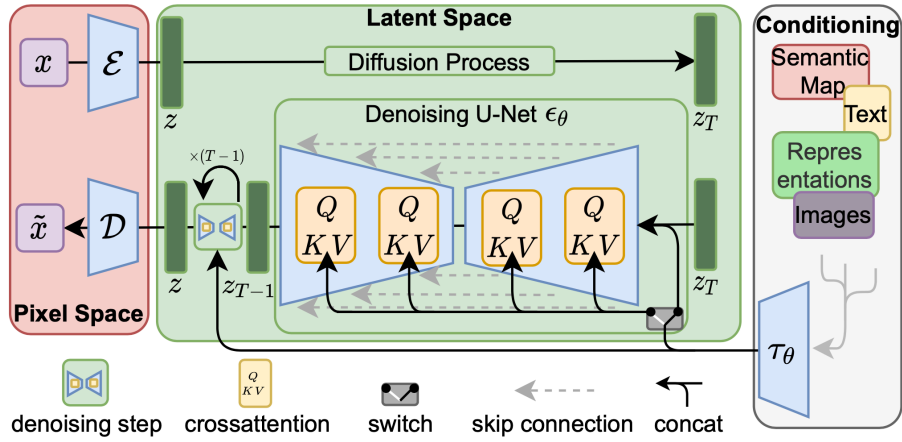 Latent Space
Conditioning
x
ℰ
Diffusion Process
Semantic
Map
z
z_T
Text
Denoising U-Net ϵ_θ
Repres
entations
×(T−1)
Images
x̃
𝒟
Q
KV
Q
KV
Q
KV
Q
KV
z
z_{T−1}
z_T
Pixel Space
τ_θ
Q
KV
denoising step
crossattention
switch
skip connection
concat